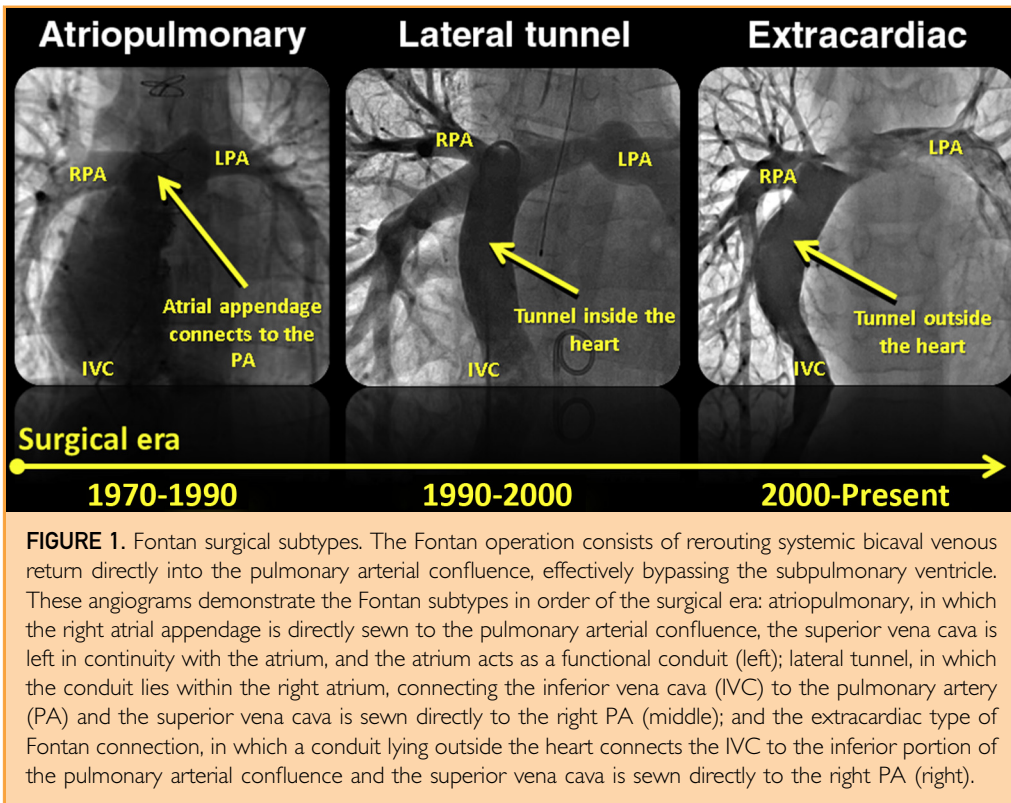 Atriopulmonary
Lateral tunnel
Extracardiac
RPA
LPA
Atrial appendage
connects to the
PA
IVC
RPA
LPA
Tunnel inside the
heart
IVC
LPA
RPA
Tunnel outside
the heart
IVC
Surgical era
1970-1990
1990-2000
2000-Present
FIGURE 1. Fontan surgical subtypes. The Fontan operation consists of rerouting systemic bicaval venous
return directly into the pulmonary arterial confluence, effectively bypassing the subpulmonary ventricle.
These angiograms demonstrate the Fontan subtypes in order of the surgical era: atriopulmonary, in which
the right atrial appendage is directly sewn to the pulmonary arterial confluence, the superior vena cava is
left in continuity with the atrium, and the atrium acts as a functional conduit (left); lateral tunnel, in which
the conduit lies within the right atrium, connecting the inferior vena cava (IVC) to the pulmonary artery
(PA) and the superior vena cava is sewn directly to the right PA (middle); and the extracardiac type of
Fontan connection, in which a conduit lying outside the heart connects the IVC to the inferior portion of
the pulmonary arterial confluence and the superior vena cava is sewn directly to the right PA (right).